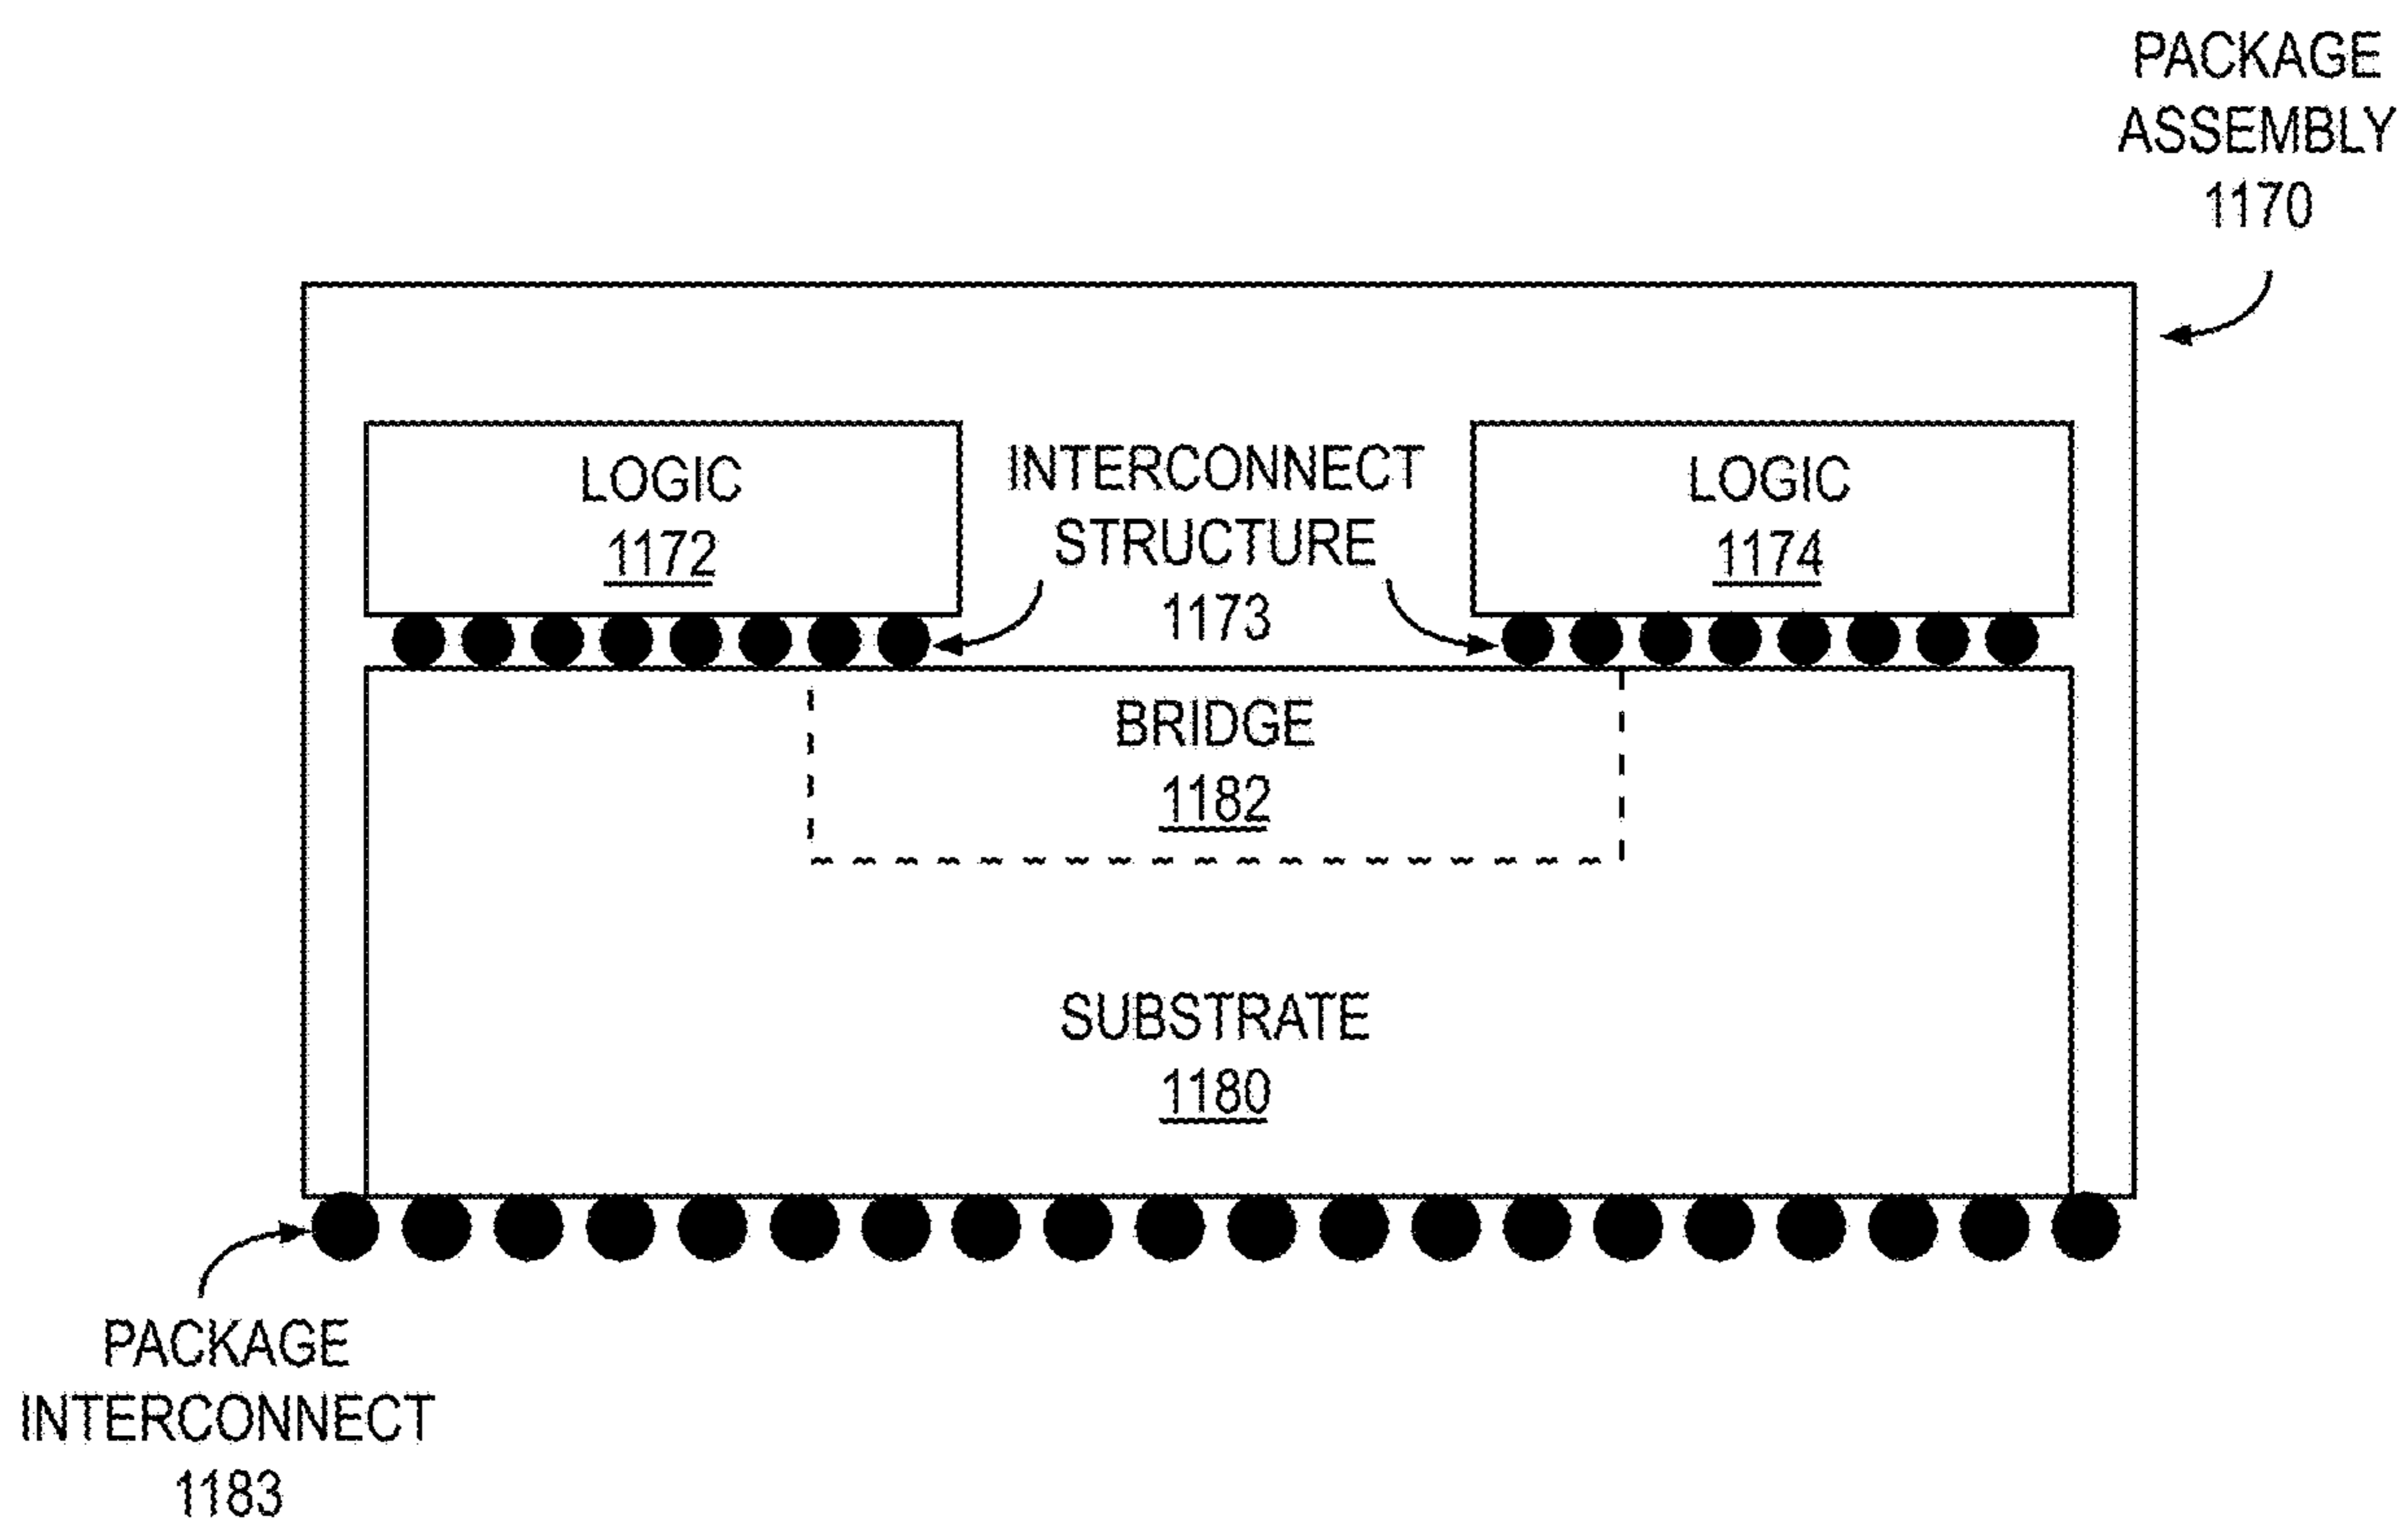 PACKAGE
ASSEMBLY
1170
LOGIC
1172
INTERCONNECT
STRUCTURE
1173
LOGIC
1174
BRIDGE
1182
SUBSTRATE
1180
PACKAGE
INTERCONNECT
1183